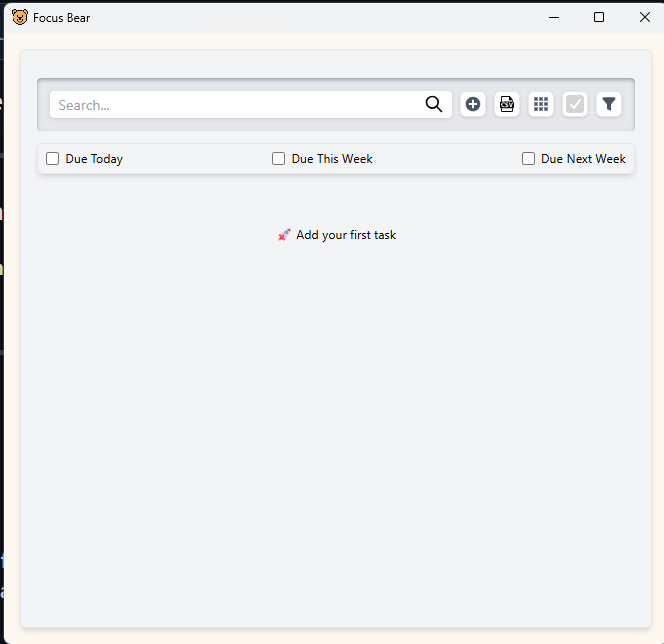 Focus Bear
Search...
CSV
Due Today
Due This Week
Due Next Week
Add your first task